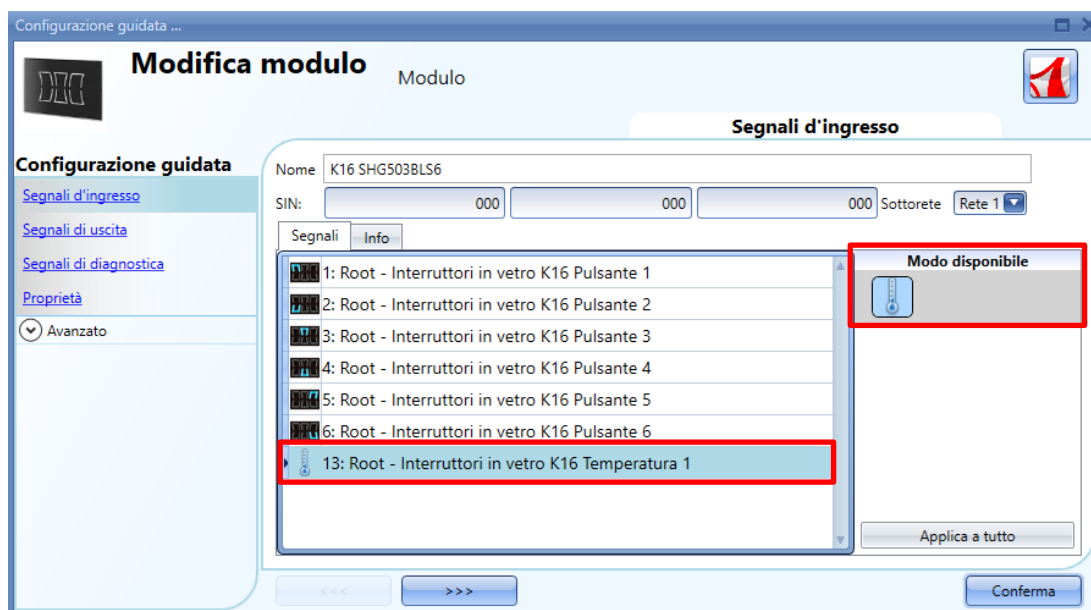 Configurazione guidata ...
Modifica modulo
Modulo
Segnali d'ingresso
Configurazione guidata
Segnali d'ingresso
Segnali di uscita
Segnali di diagnostica
Proprietà
Avanzato
Nome K16 SHG503BLS6
SIN: 000 000 000 Sottorete Rete 1
Segnali Info
1: Root - Interruttori in vetro K16 Pulsante 1
2: Root - Interruttori in vetro K16 Pulsante 2
3: Root - Interruttori in vetro K16 Pulsante 3
4: Root - Interruttori in vetro K16 Pulsante 4
5: Root - Interruttori in vetro K16 Pulsante 5
6: Root - Interruttori in vetro K16 Pulsante 6
13: Root - Interruttori in vetro K16 Temperatura 1
Modo disponibile
Applica a tutto
<<< >>> Conferma